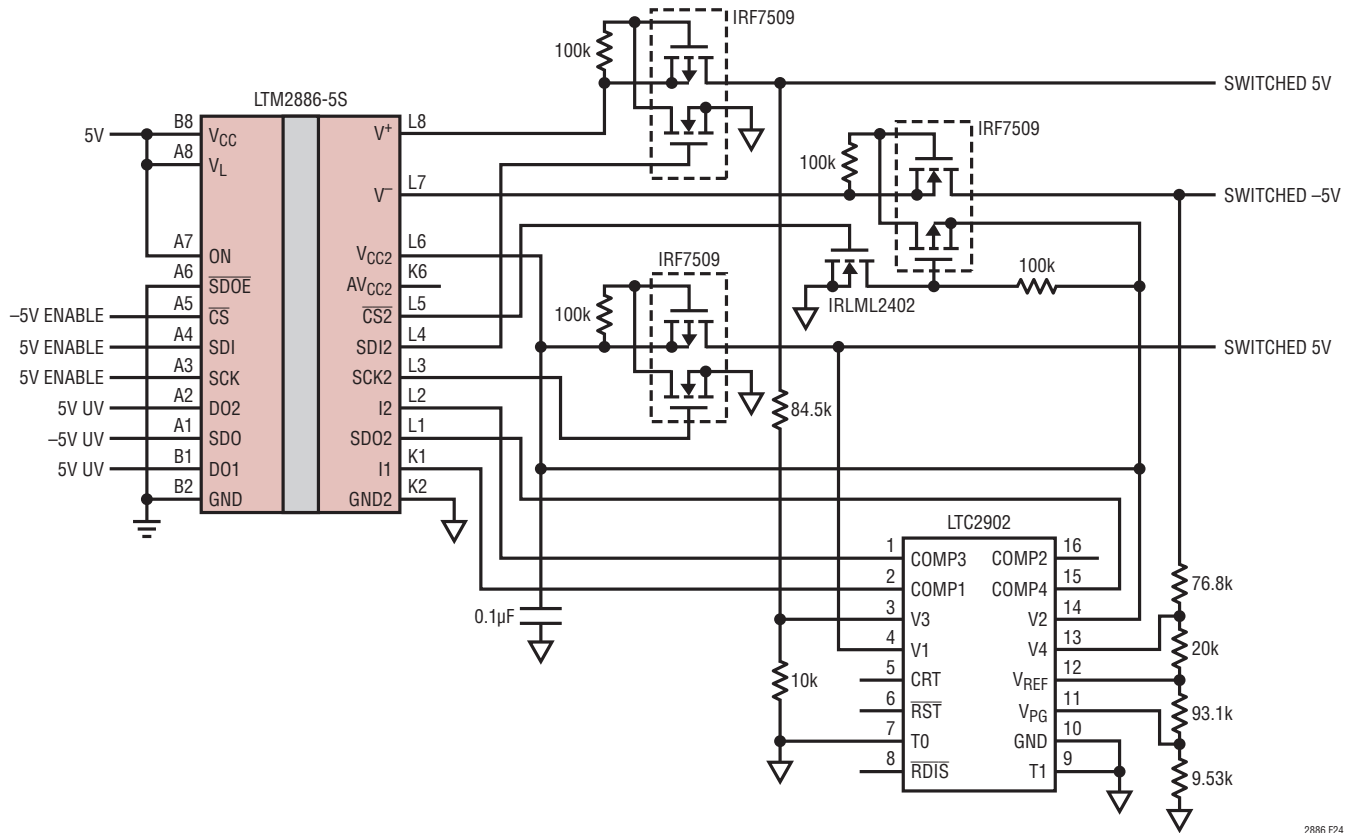 IRF7509
100k
SWITCHED 5V
LTM2886-5S
5V
B8
VCC
A8
VL
V+
L8
IRF7509
100k
V−
L7
SWITCHED –5V
A7
ON
VCC2
L6
A6
SDOE
AVCC2
K6
IRF7509
100k
100k
IRLML2402
–5V ENABLE
A5
CS
CS2
L5
5V ENABLE
A4
SDI
SDI2
L4
SWITCHED 5V
5V ENABLE
A3
SCK
SCK2
L3
5V UV
A2
DO2
I2
L2
84.5k
–5V UV
A1
SDO
SDO2
L1
5V UV
B1
DO1
I1
K1
B2
GND
GND2
K2
LTC2902
1
COMP3
COMP2
16
2
COMP1
COMP4
15
76.8k
0.1µF
3
V3
V2
14
4
V1
V4
13
20k
10k
5
CRT
VREF
12
6
RST
VPG
11
93.1k
7
T0
GND
10
8
RDIS
T1
9
9.53k
2886 F24